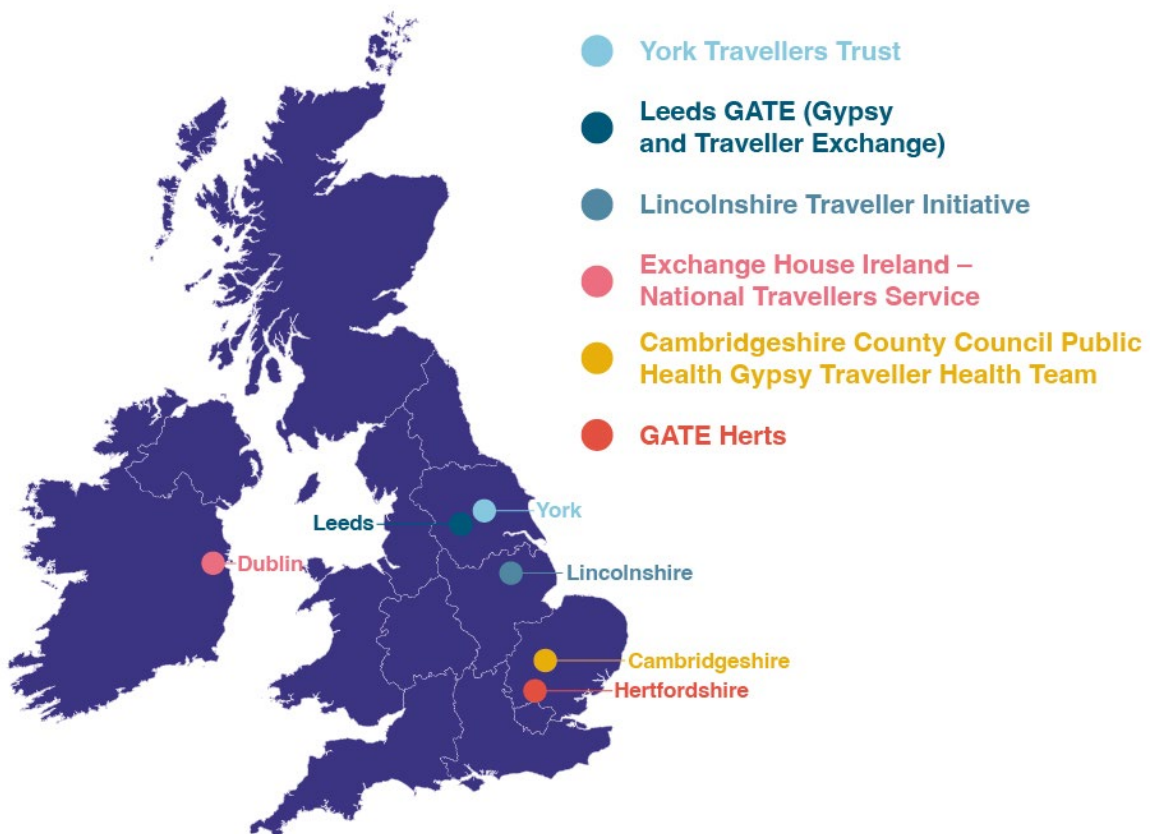 York Travellers Trust
Leeds GATE (Gypsy
and Traveller Exchange)
Lincolnshire Traveller Initiative
Exchange House Ireland –
National Travellers Service
Cambridgeshire County Council Public
Health Gypsy Traveller Health Team
GATE Herts
York
Leeds
Dublin
Lincolnshire
Cambridgeshire
Hertfordshire